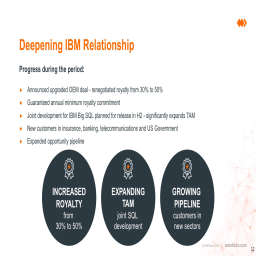 Deepening IBM Relationship
Progress during the period:
Announced upgraded OEM deal - renegotiated royalty from 30% to 50%
Guaranteed annual minimum royalty commitment
Joint development for IBM Big SQL planned for release in H2 - significantly expands TAM
New customers in insurance, banking, telecommunications and US Government
Expanded opportunity pipeline
INCREASED
ROYALTY
from
30% to 50%
EXPANDING
TAM
joint SQL
development
GROWING
PIPELINE
customers in
new sectors